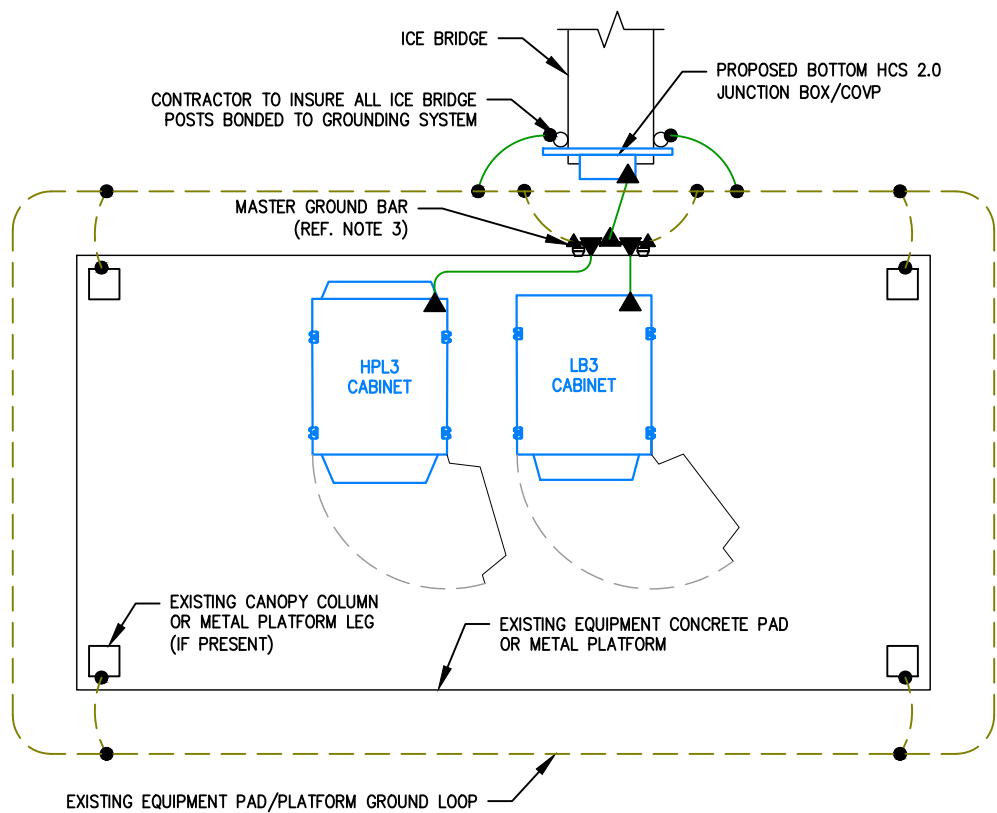 ICE BRIDGE
PROPOSED BOTTOM HCS 2.0
JUNCTION BOX/COVP
CONTRACTOR TO INSURE ALL ICE BRIDGE
POSTS BONDED TO GROUNDING SYSTEM
MASTER GROUND BAR
(REF. NOTE 3)
HPL3
CABINET
LB3
CABINET
EXISTING CANOPY COLUMN
OR METAL PLATFORM LEG
(IF PRESENT)
EXISTING EQUIPMENT CONCRETE PAD
OR METAL PLATFORM
EXISTING EQUIPMENT PAD/PLATFORM GROUND LOOP